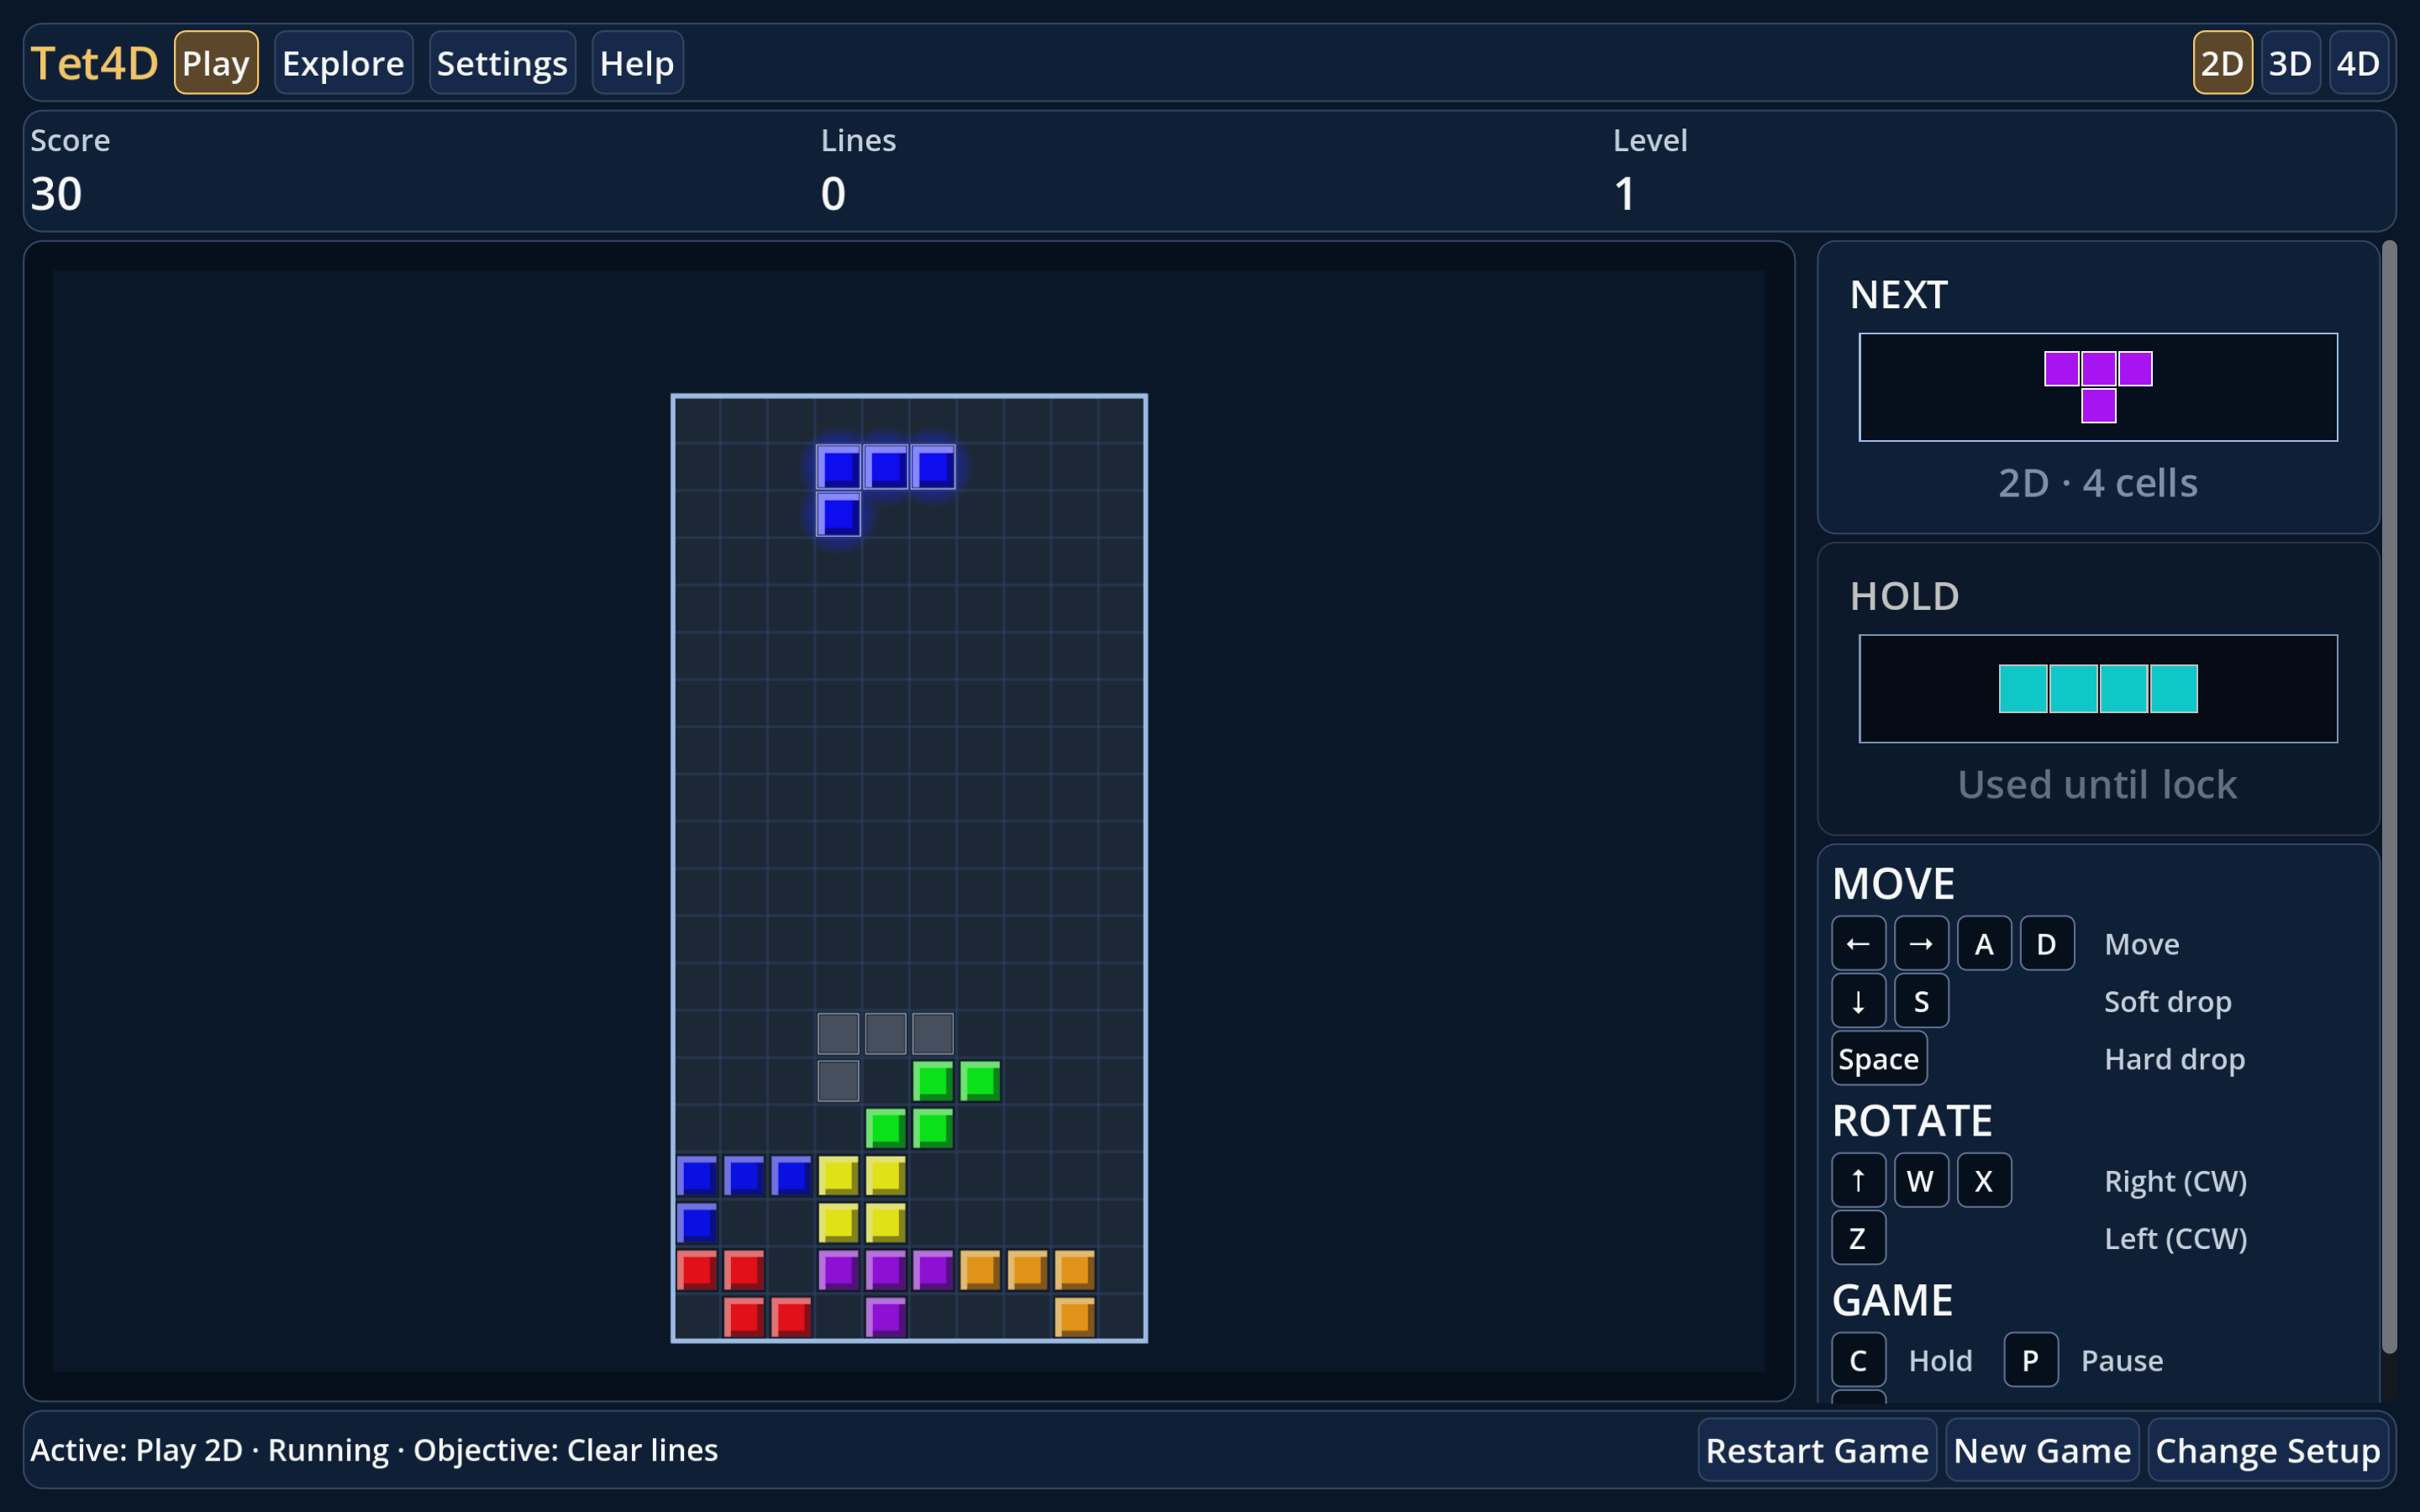 Tet4D Play Explore Settings Help 2D 3D 4D
Score Lines Level
30 0 1
NEXT
2D · 4 cells
HOLD
Used until lock
MOVE
← → A D Move
↓ S Soft drop
Space Hard drop
ROTATE
↑ W X Right (CW)
Z Left (CCW)
GAME
C Hold P Pause
Active: Play 2D · Running · Objective: Clear lines
Restart Game New Game Change Setup